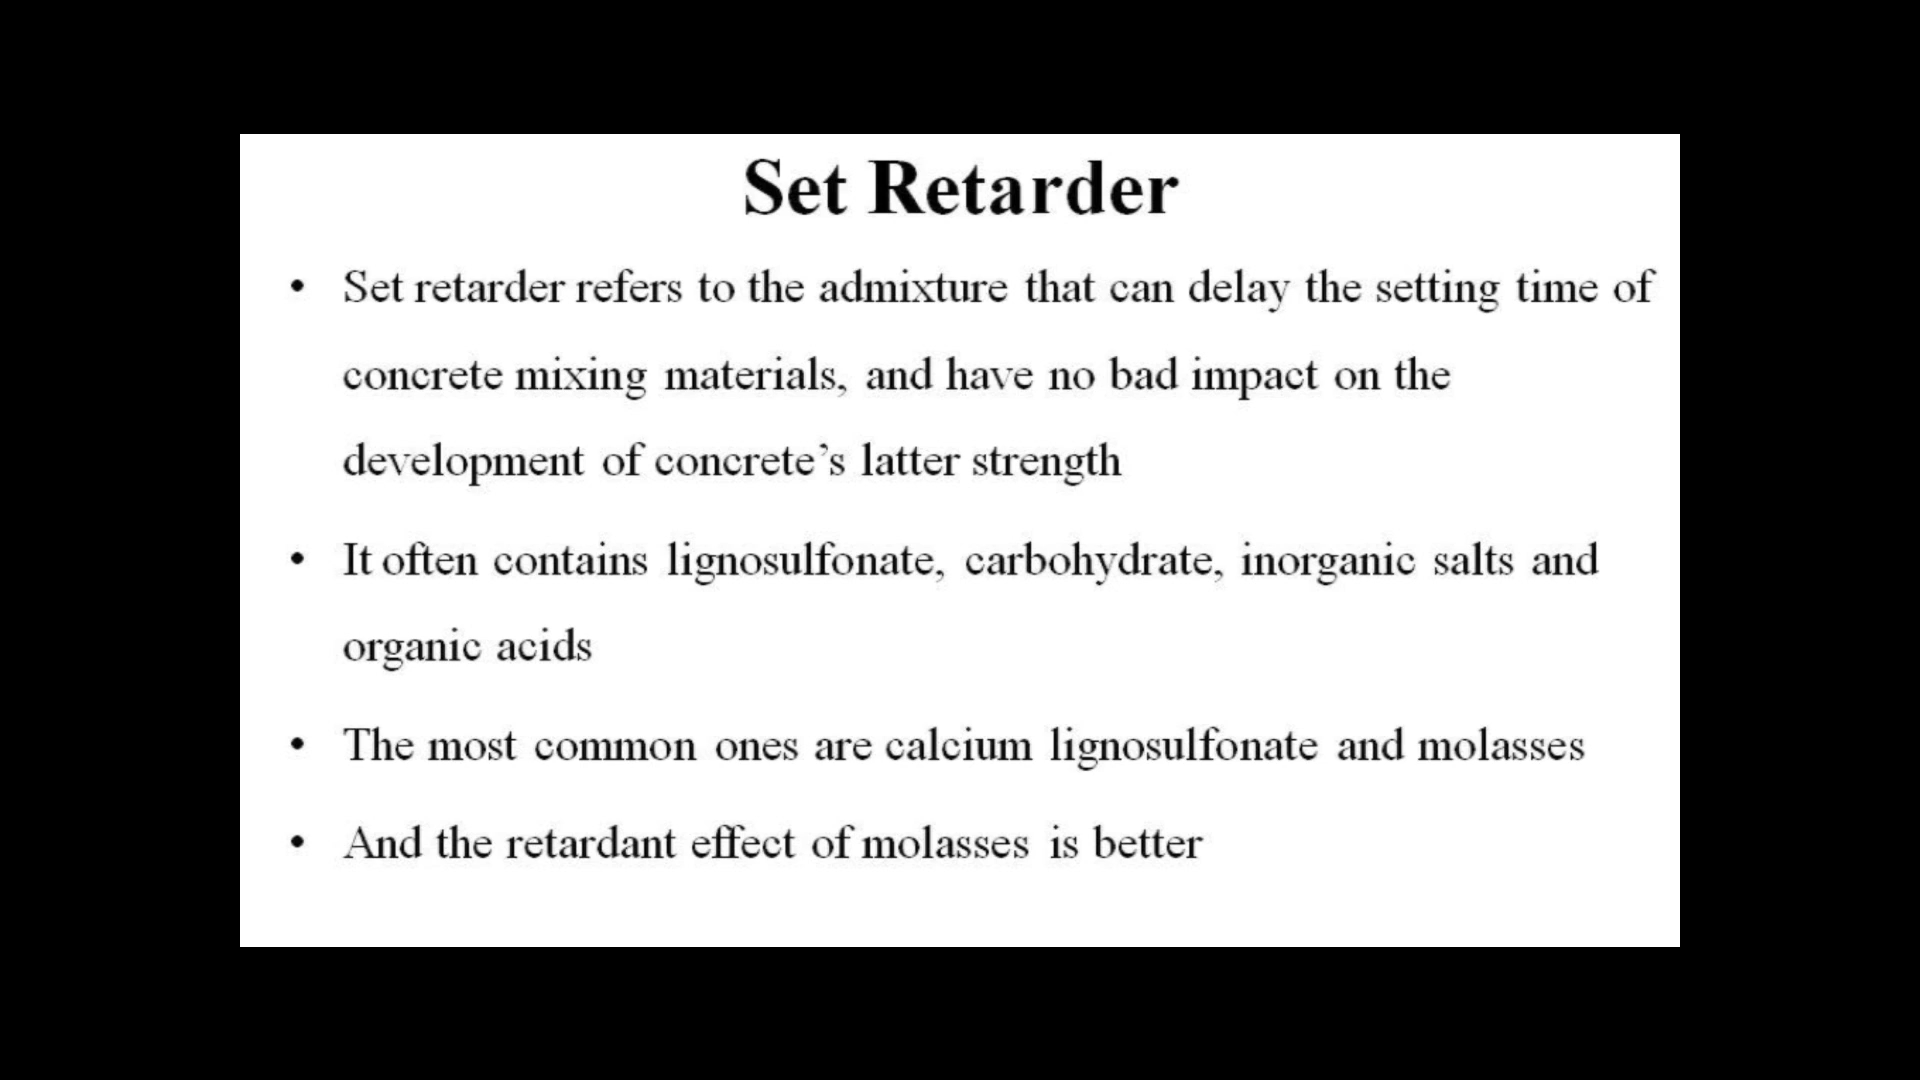 Set Retarder
• Set retarder refers to the admixture that can delay the setting time of
concrete mixing materials, and have no bad impact on the
development of concrete’s latter strength
• It often contains lignosulfonate, carbohydrate, inorganic salts and
organic acids
• The most common ones are calcium lignosulfonate and molasses
• And the retardant effect of molasses is better